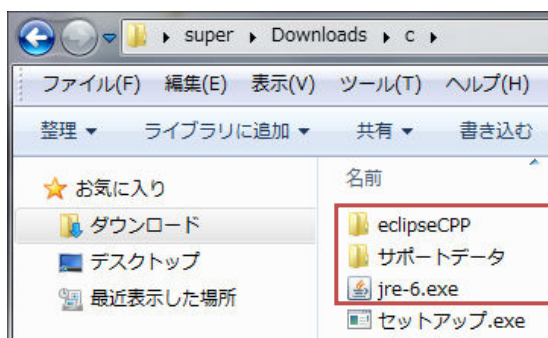 super Downloads c
ファイル(F) 編集(E) 表示(V) ツール(T) ヘルプ(H)
整理 ライブラリに追加 共有 書き込む
お気に入り
ダウンロード
デスクトップ
最近表示した場所
名前
eclipseCPP
サポートデータ
jre-6.exe
セットアップ.exe